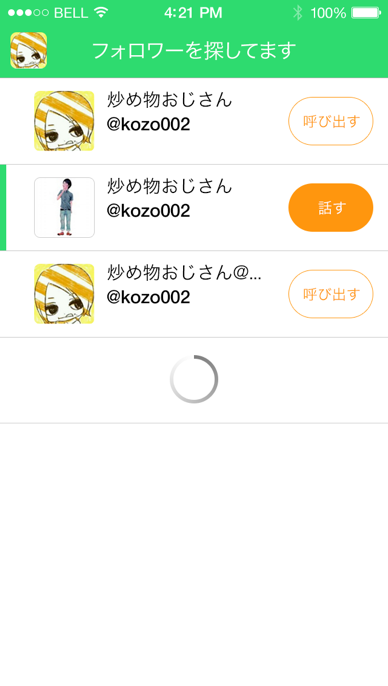 BELL 4:21 PM 100%
フォロワーを探してます
炒め物おじさん
@kozo002
呼び出す
炒め物おじさん
@kozo002
話す
炒め物おじさん@...
@kozo002
呼び出す